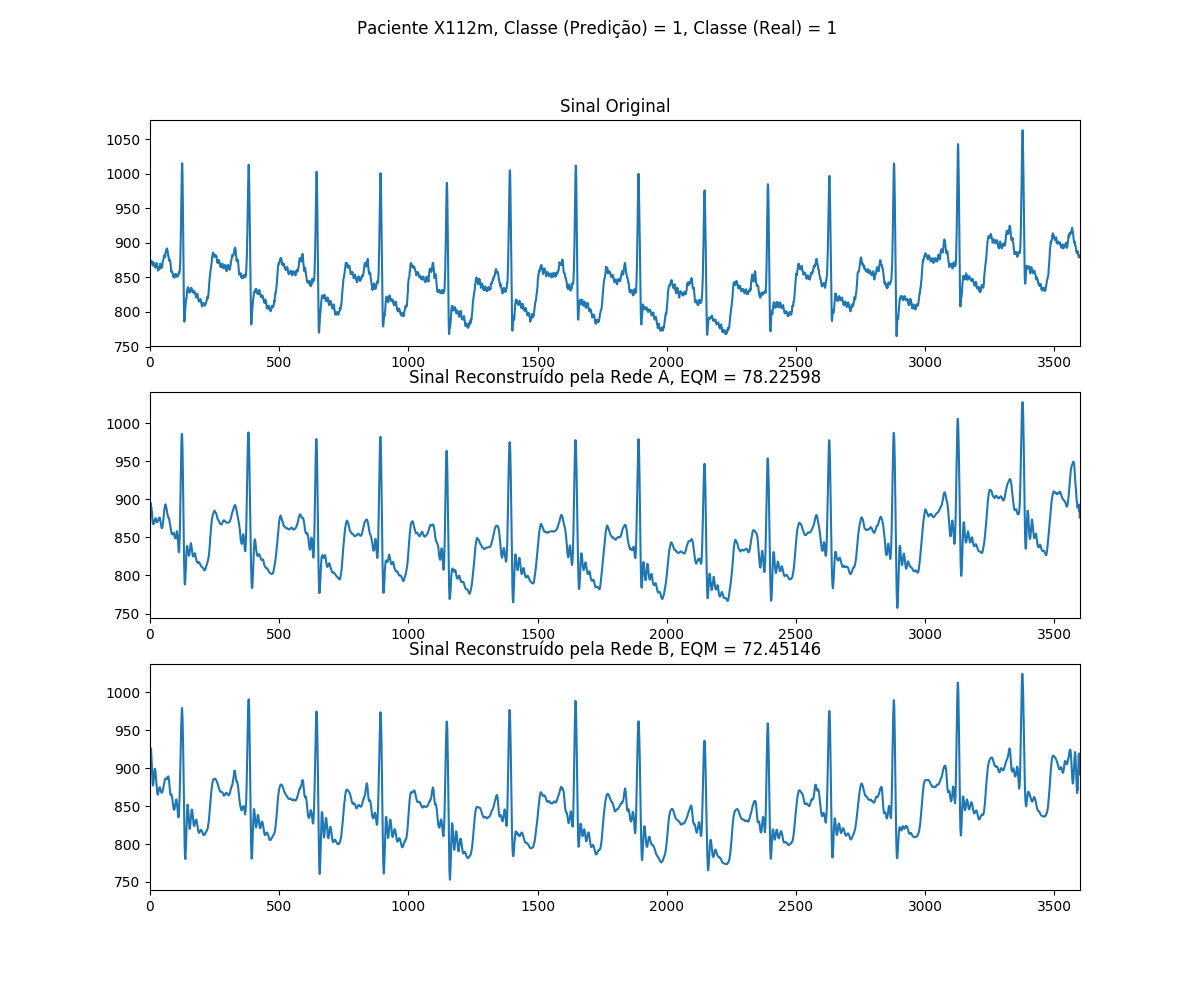 Paciente X112m, Classe (Predição) = 1, Classe (Real) = 1
Sinal Original
1050
1000
950
900
850
800
750
0 500 1000 1500 2000 2500 3000 3500
Sinal Reconstruído pela Rede A, EQM = 78.22598
1000
950
900
850
800
750
0 500 1000 1500 2000 2500 3000 3500
Sinal Reconstruído pela Rede B, EQM = 72.45146
1000
950
900
850
800
750
0 500 1000 1500 2000 2500 3000 3500